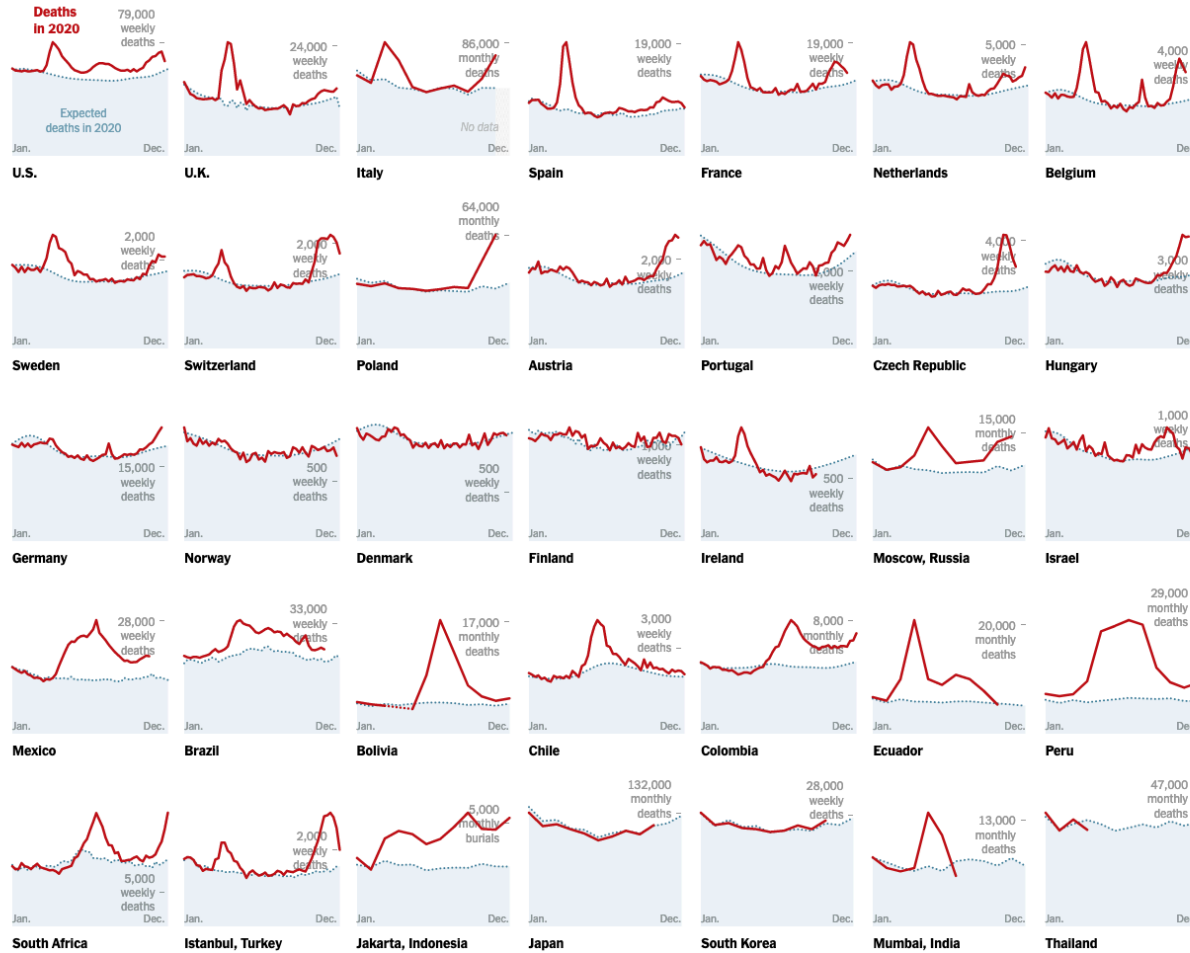 Deaths
in 2020
79,000
weekly
deaths
Expected
deaths in 2020
Jan.
Dec.
U.S.
24,000
weekly
deaths
Jan.
Dec.
U.K.
86,000
monthly
deaths
No data
Jan.
Dec.
Italy
19,000
weekly
deaths
Jan.
Dec.
Spain
19,000
weekly
deaths
Jan.
Dec.
France
5,000
weekly
deaths
Jan.
Dec.
Netherlands
4,000
weekly
deaths
Jan.
De
Belgium
2,000
weekly
deaths
Jan.
Dec.
Sweden
2,000
weekly
deaths
Jan.
Dec.
Switzerland
64,000
monthly
deaths
Jan.
Dec.
Poland
2,000
weekly
deaths
Jan.
Dec.
Austria
weekly
deaths
Jan.
Dec.
Portugal
4,000
weekly
deaths
Jan.
Dec.
Czech Republic
3,000
weekly
deaths
Jan.
De
Hungary
15,000
weekly
deaths
Jan.
Dec.
Germany
500
weekly
deaths
Jan.
Dec.
Norway
500
weekly
deaths
Jan.
Dec.
Denmark
1,000
weekly
deaths
Jan.
Dec.
Finland
500
weekly
deaths
Jan.
Dec.
Ireland
15,000
monthly
deaths
Jan.
Dec.
Moscow, Russia
1,000
weekly
deaths
Jan.
De
Israel
28,000
weekly
deaths
Jan.
Dec.
Mexico
33,000
weekly
deaths
Jan.
Dec.
Brazil
17,000
monthly
deaths
Jan.
Dec.
Bolivia
3,000
weekly
deaths
Jan.
Dec.
Chile
8,000
monthly
deaths
Jan.
Dec.
Colombia
20,000
monthly
deaths
Jan.
Dec.
Ecuador
29,000
monthly
deaths
Jan.
De
Peru
5,000
weekly
deaths
Jan.
Dec.
South Africa
2,000
weekly
deaths
Jan.
Dec.
Istanbul, Turkey
5,000
monthly
burials
Jan.
Dec.
Jakarta, Indonesia
132,000
monthly
deaths
Jan.
Dec.
Japan
28,000
weekly
deaths
Jan.
Dec.
South Korea
13,000
monthly
deaths
Jan.
Dec.
Mumbai, India
47,000
monthly
deaths
Jan.
De
Thailand